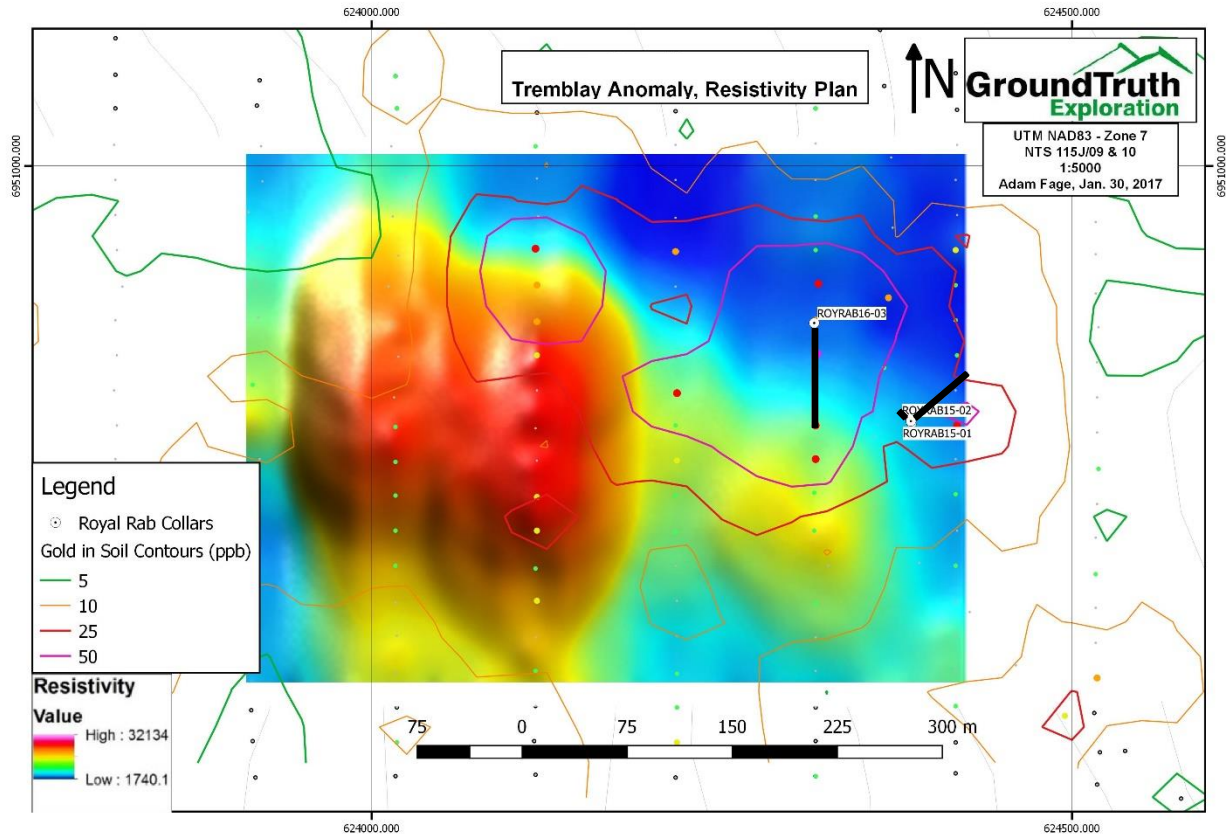 624000.000
624500.000
Tremblay Anomaly, Resistivity Plan
N
GroundTruth
Exploration
UTM NAD83 - Zone 7
NTS 115J/09 & 10
1:5000
Adam Fage, Jan. 30, 2017
6951000.000
6951000.000
ROYRAB16-03
ROYRAB15-02
ROYRAB15-01
Legend
Royal Rab Collars
Gold in Soil Contours (ppb)
5
10
25
50
Resistivity
Value
High : 32134
Low : 1740.1
75 0 75 150 225 300 m
624000.000
624500.000